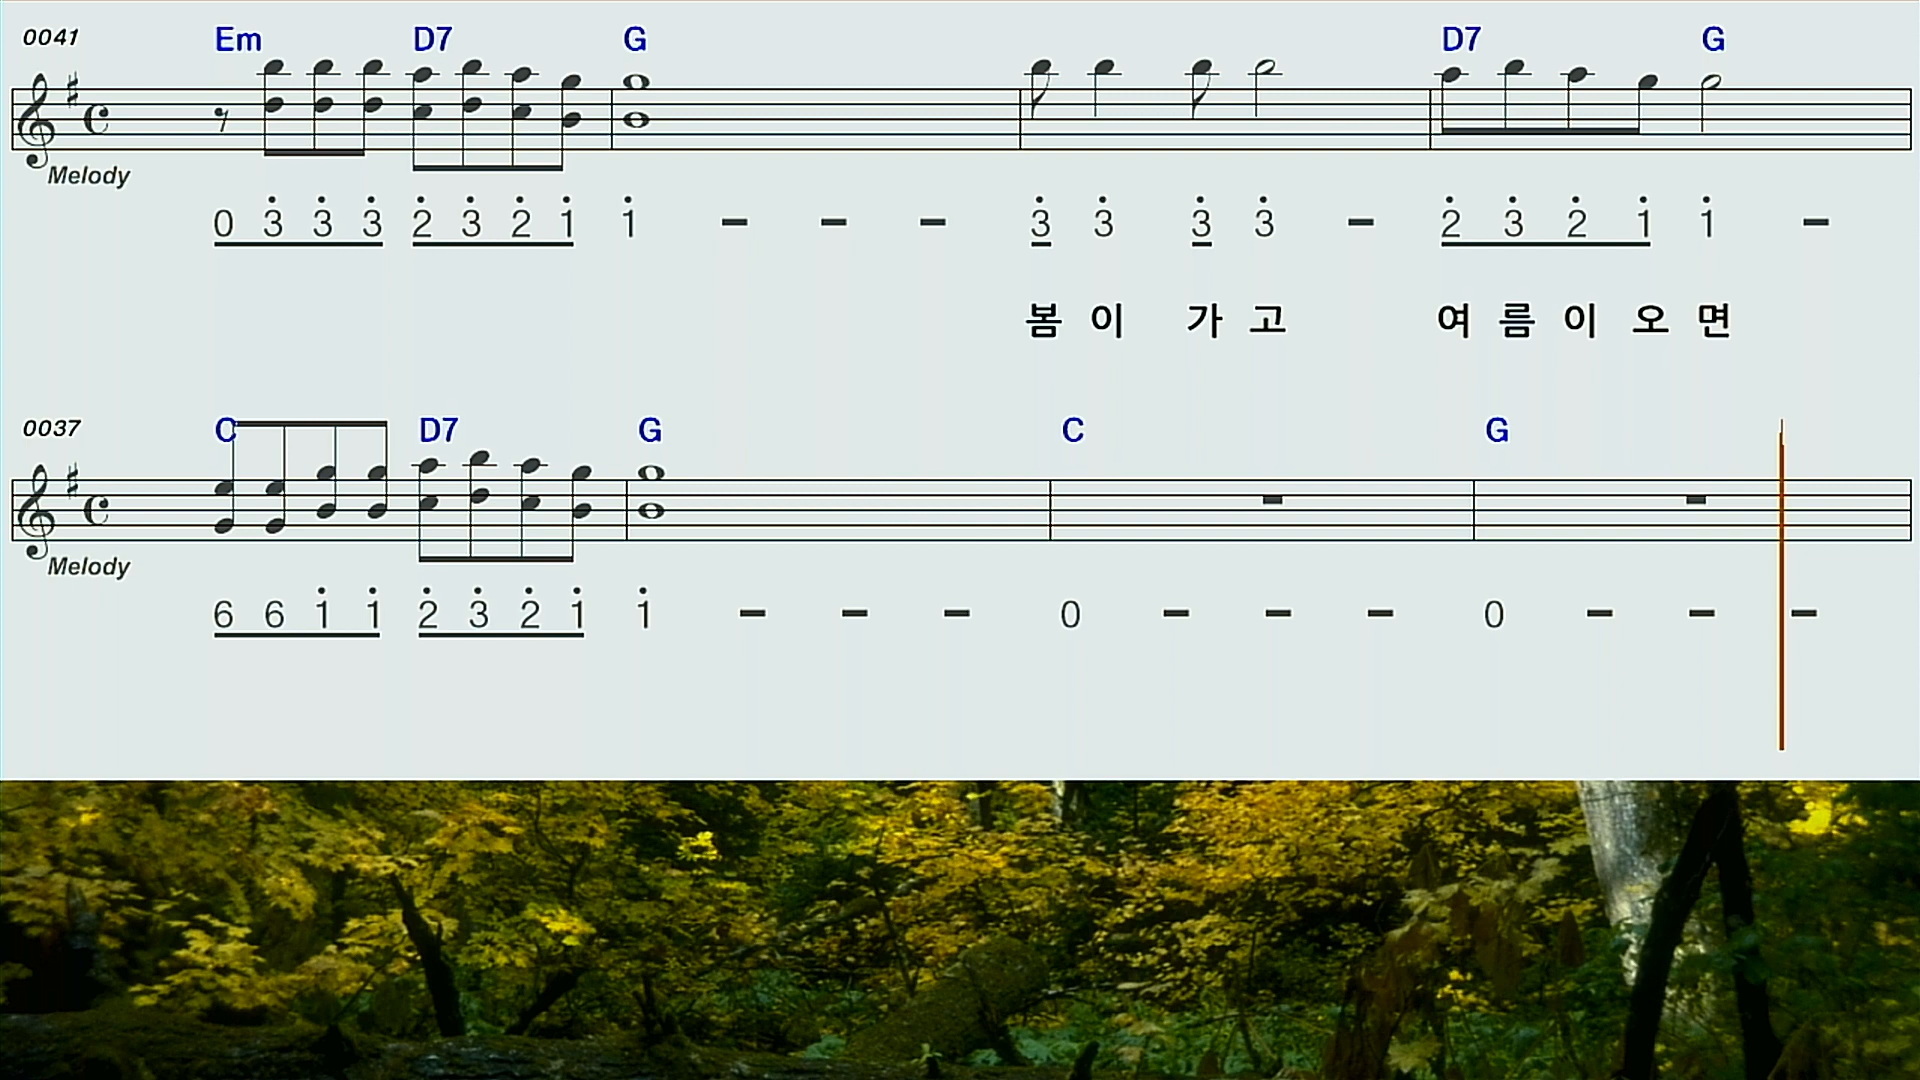 0041 Em D7 G D7 G
Melody
0 3 3 3 2 3 2 1 1 - - - 3 3 3 3 - 2 3 2 1 1 -
봄 이 가 고 여 름 이 오 면
0037 C D7 G C G
Melody
6 6 1 1 2 3 2 1 1 - - - 0 - - - 0 - - -